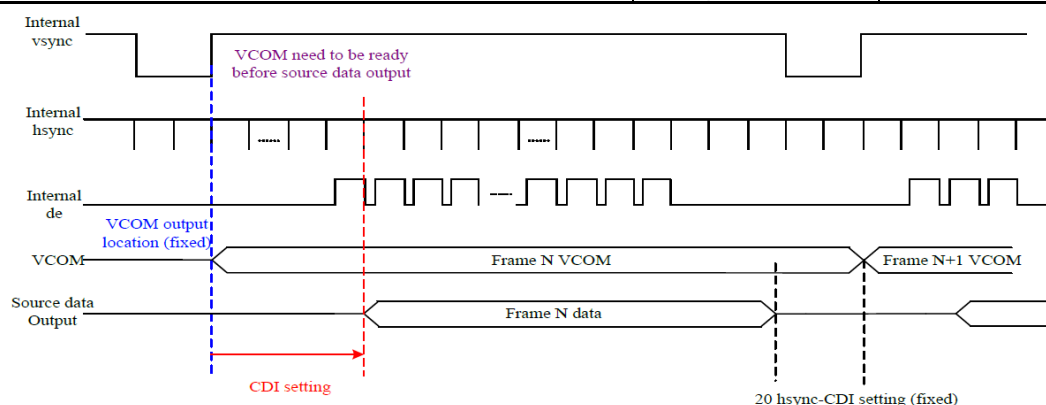 Internal
vsync
VCOM need to be ready
before source data output
Internal
hsync
......
......
Internal
de
VCOM output
location (fixed)
VCOM
Frame N VCOM
Frame N+1 VCOM
Source data
Output
Frame N data
CDI setting
20 hsync-CDI setting (fixed)